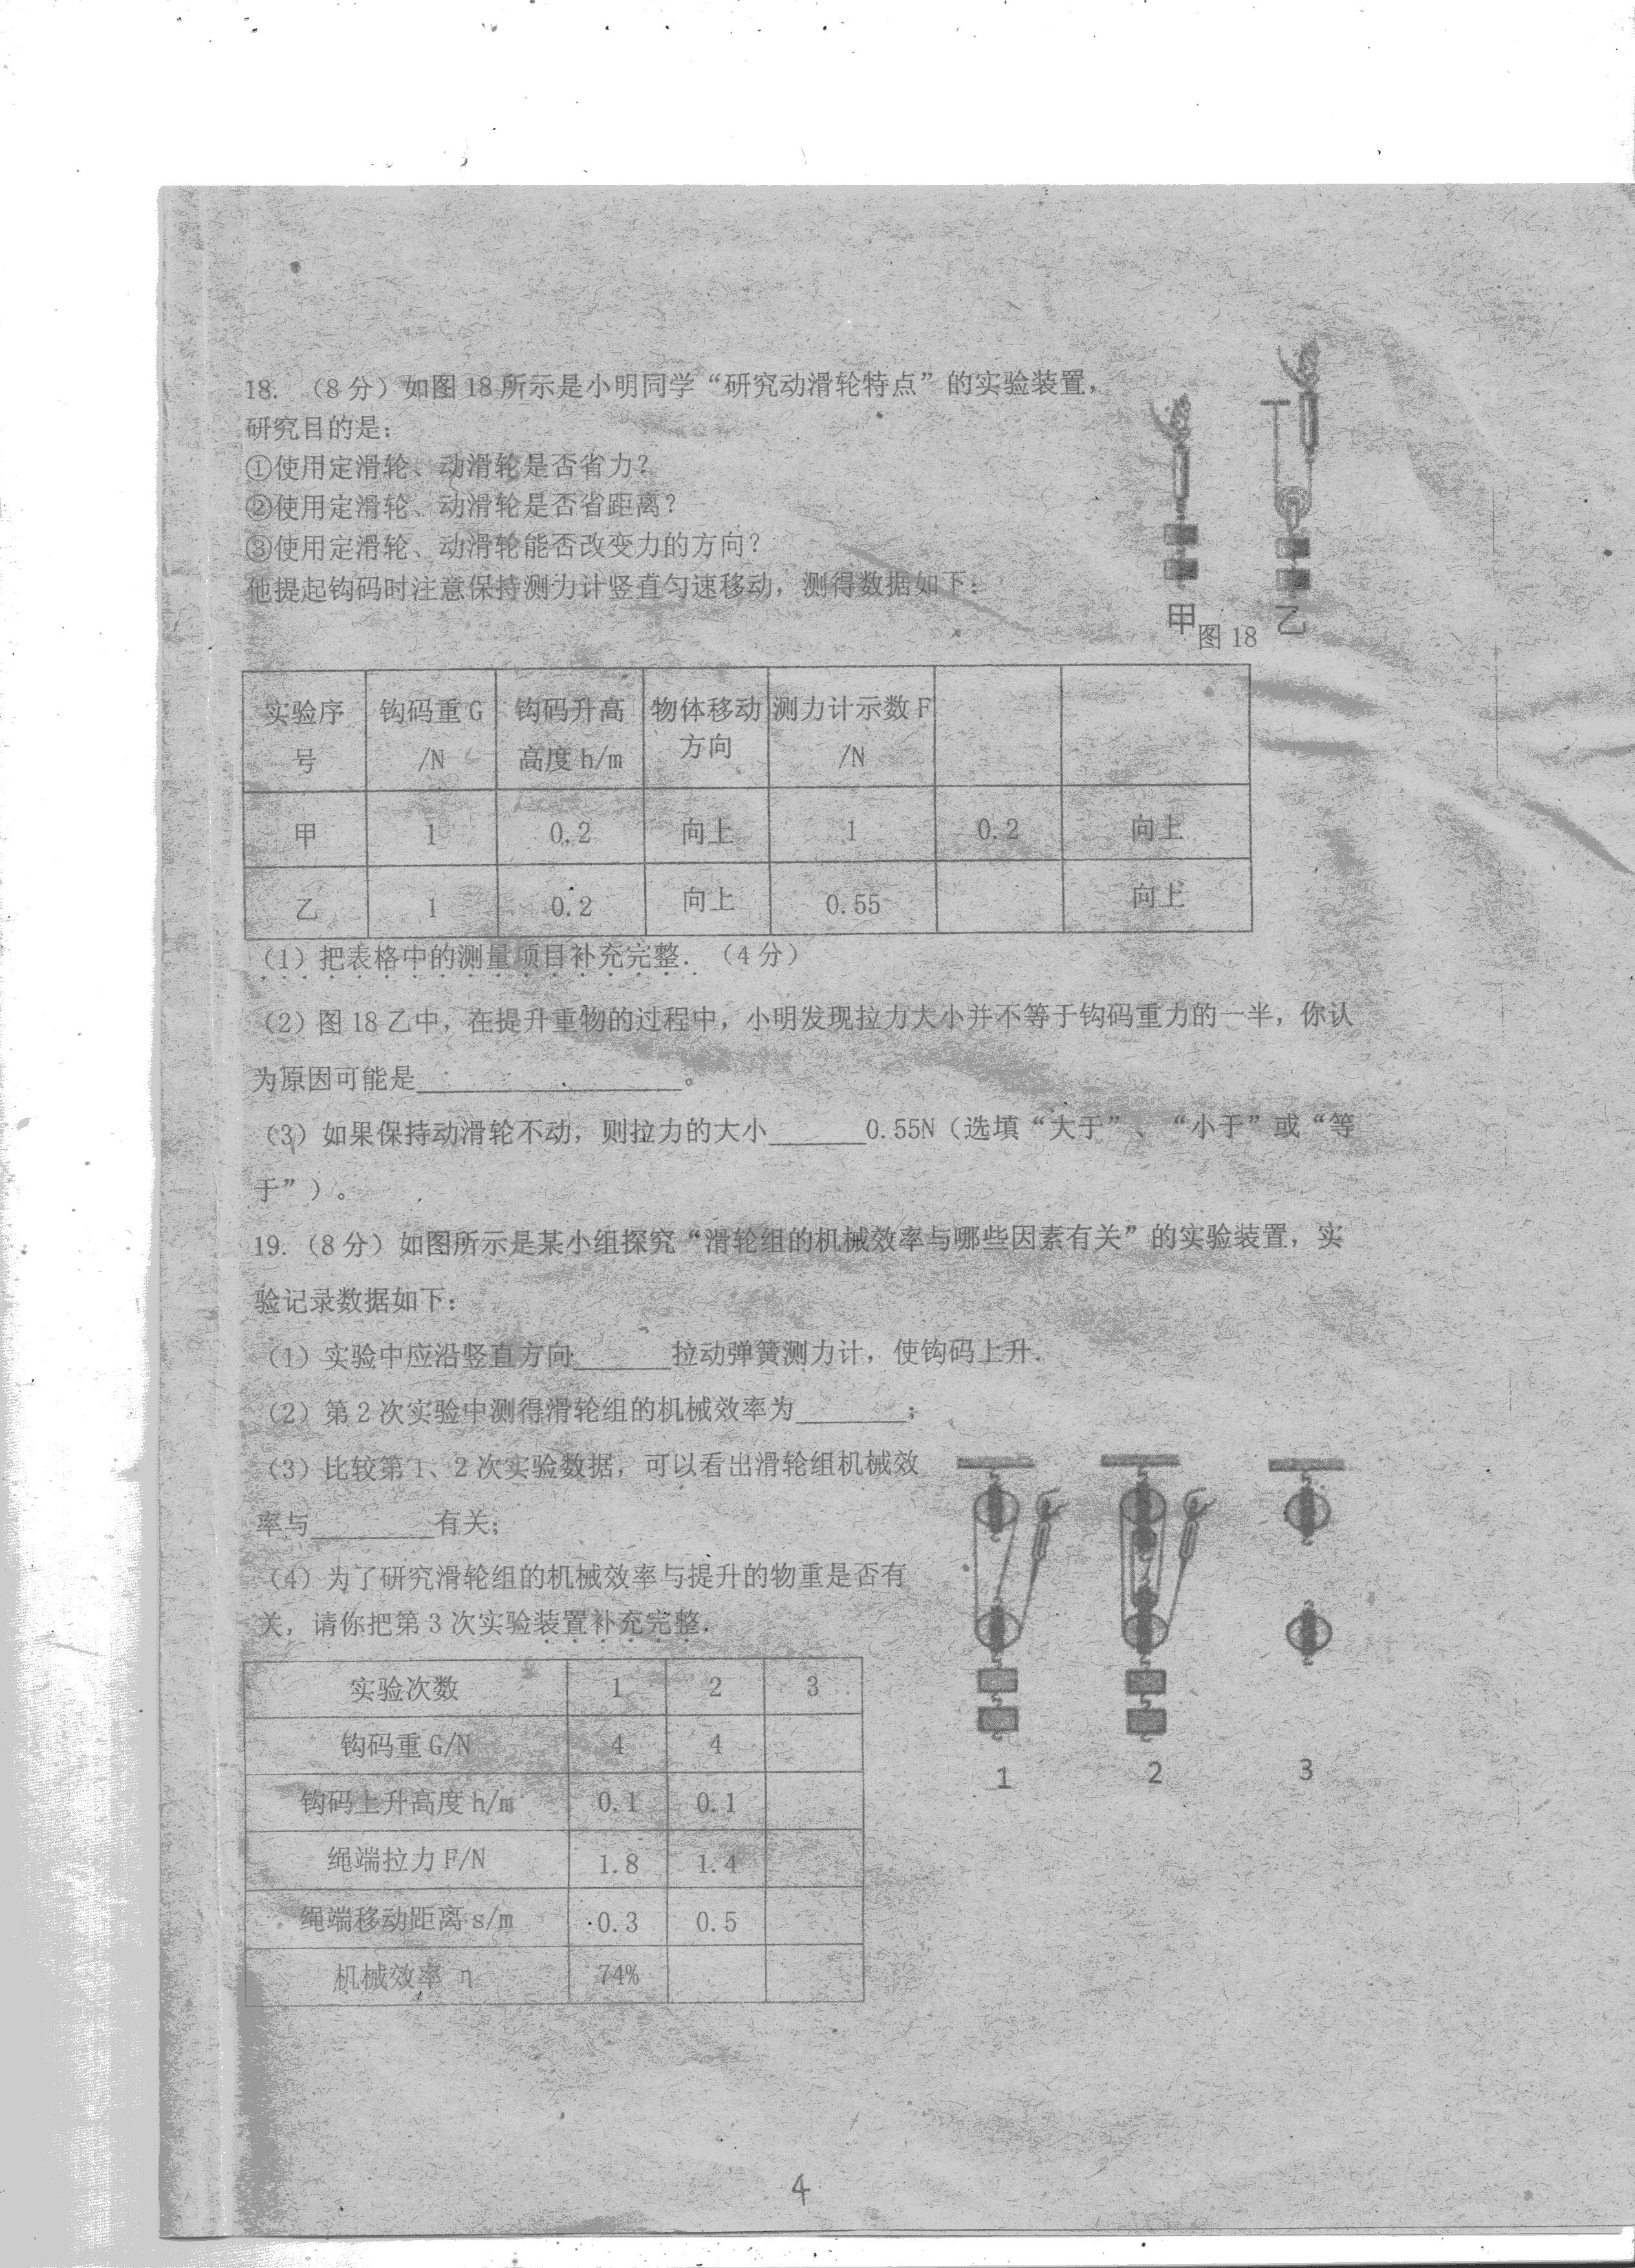 18. （8分）如图18所示是小明同学“研究动滑轮特点”的实验装置，
研究目的是：
①使用定滑轮、动滑轮是否省力？
②使用定滑轮、动滑轮是否省距离？
③使用定滑轮、动滑轮能否改变力的方向？
他提起钩码时注意保持测力计竖直匀速移动，测得数据如下：
甲 乙
图18
实验序号 钩码重G/N 钩码升高高度h/m 物体移动方向 测力计示数F/N
甲 1 0.2 向上 1 0.2 向上
乙 1 0.2 向上 0.55 向上
（1）把表格中的测量项目补充完整．（4分）
（2）图18乙中，在提升重物的过程中，小明发现拉力大小并不等于钩码重力的一半，你认
为原因可能是____________________。
（3）如果保持动滑轮不动，则拉力的大小_______0.55N（选填“大于”、“小于”或“等
于”）。
19.（8分）如图所示是某小组探究“滑轮组的机械效率与哪些因素有关”的实验装置，实
验记录数据如下：
（1）实验中应沿竖直方向_______拉动弹簧测力计，使钩码上升．
（2）第2次实验中测得滑轮组的机械效率为________；
（3）比较第1、2次实验数据，可以看出滑轮组机械效
率与_________有关；
（4）为了研究滑轮组的机械效率与提升的物重是否有
关，请你把第3次实验装置补充完整．
1 2 3
实验次数 1 2 3
钩码重G/N 4 4
钩码上升高度h/m 0.1 0.1
绳端拉力F/N 1.8 1.4
绳端移动距离s/m 0.3 0.5
机械效率 η 74%
4